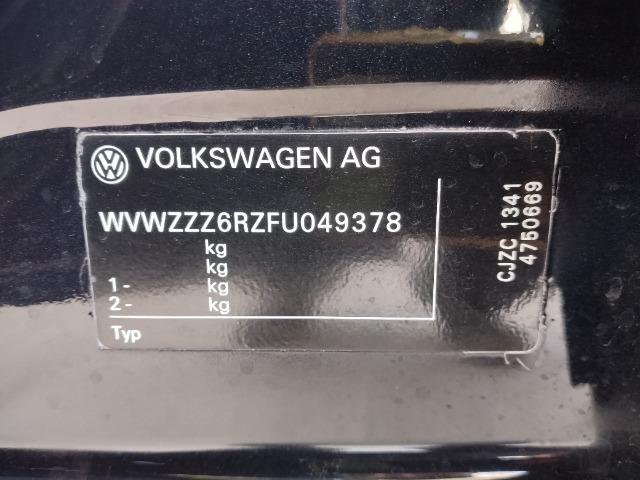 VOLKSWAGEN AG
WVWZZZ6RZFU049378
kg
kg
1- kg
2- kg
Typ
CJZC 1341
4750669